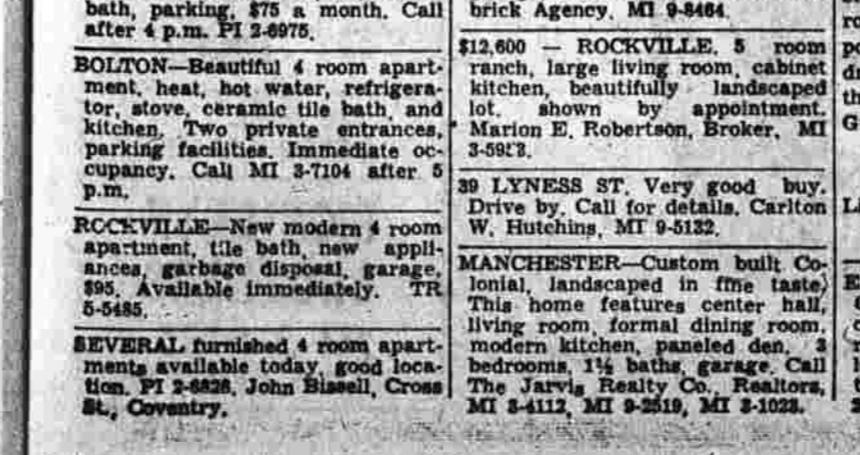 bath, parking. $75 a month. Call
after 4 p.m. PI 2-6975.
BOLTON—Beautiful 4 room apart-
ment, heat, hot water, refrigera-
tor, stove, ceramic tile bath, and
kitchen. Two private entrances,
parking facilities. Immediate oc-
cupancy. Call MI 3-7104 after 5
p.m.
ROCKVILLE—New modern 4 room
apartment, tile bath, new appli-
ances, garbage disposal, garage,
$95. Available immediately. TR
5-5485.
SEVERAL furnished 4 room apart-
ments available today, good loca-
tion. PI 2-6828. John Bissell, Cross
St., Coventry.
brick Agency. MI 9-8464.
$12,600 — ROCKVILLE. 5 room
ranch, large living room, cabinet
kitchen, beautifully landscaped
lot. shown by appointment.
Marion E. Robertson, Broker. MI
39 LYNESS ST. Very good buy.
Drive by. Call for details. Carlton
W. Hutchins, MI 9-5132.
MANCHESTER—Custom built Co-
lonial, landscaped in fine taste.
This home features center hall,
living room, formal dining room,
modern kitchen, paneled den, 3
bedrooms, 1½ baths, garage. Call
The Jarvis Realty Co., Realtors,
MI 3-4112, MI 9-2519, MI 3-1028.